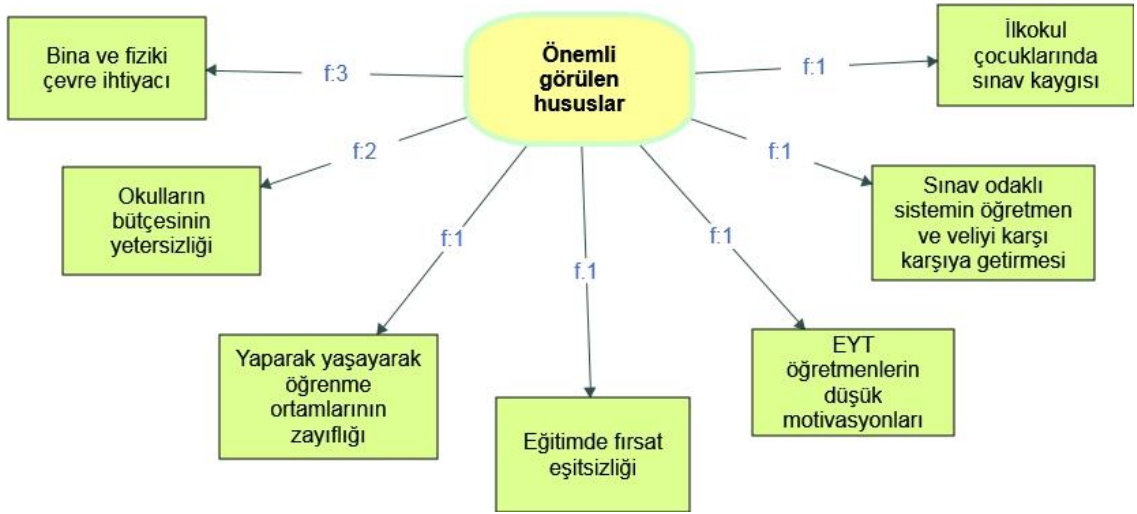 Önemli
görülen
hususlar
Bina ve fiziki
çevre ihtiyacı
f:3
Okulların
bütçesinin
yetersizliği
f:2
Yaparak yaşayarak
öğrenme
ortamlarının
zayıflığı
f:1
Eğitimde fırsat
eşitsizliği
f.1
EYT
öğretmenlerin
düşük
motivasyonları
f:1
Sınav odaklı
sistemin öğretmen
ve veliyi karşı
karşıya getirmesi
f:1
İlkokul
çocuklarında
sınav kaygısı
f:1